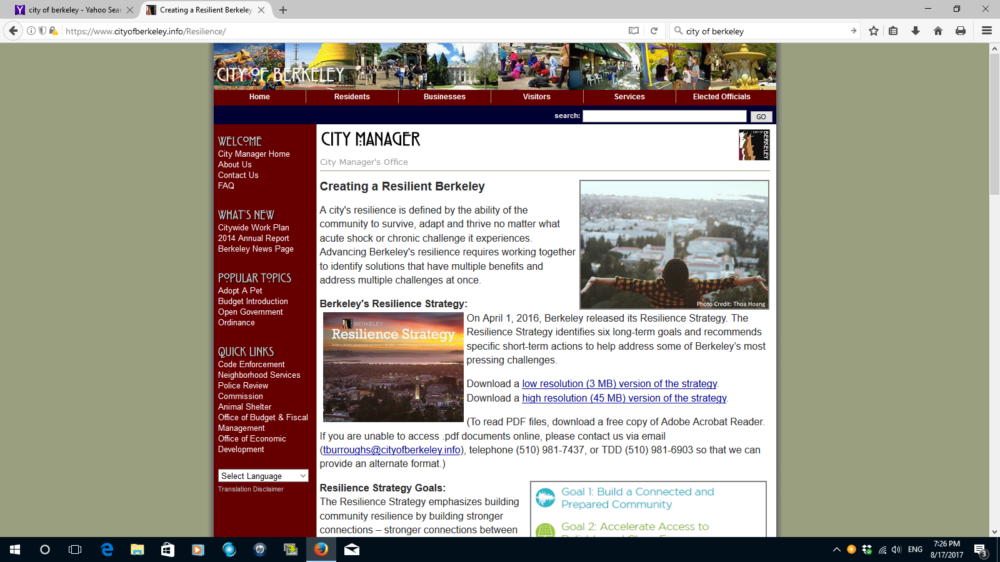 city of berkeley - Yahoo Sear
Creating a Resilient Berkeley
https://www.cityofberkeley.info/Resilience/
city of berkeley
CITY OF BERKELEY
Home
Residents
Businesses
Visitors
Services
Elected Officials
search:
GO
WELCOME
City Manager Home
About Us
Contact Us
FAQ
WHAT'S NEW
Citywide Work Plan
2014 Annual Report
Berkeley News Page
POPULAR TOPICS
Adopt A Pet
Budget Introduction
Open Government
Ordinance
QUICK LINKS
Code Enforcement
Neighborhood Services
Police Review
Commission
Animal Shelter
Office of Budget & Fiscal
Management
Office of Economic
Development
Select Language
Translation Disclaimer
CITY MANAGER
CITY OF
BERKELEY
City Manager's Office
Creating a Resilient Berkeley
A city's resilience is defined by the ability of the
community to survive, adapt and thrive no matter what
acute shock or chronic challenge it experiences.
Advancing Berkeley's resilience requires working together
to identify solutions that have multiple benefits and
address multiple challenges at once.
Photo Credit: Thoa Hoang
Berkeley's Resilience Strategy:
BERKELEY
Resilience Strategy
On April 1, 2016, Berkeley released its Resilience Strategy. The
Resilience Strategy identifies six long-term goals and recommends
specific short-term actions to help address some of Berkeley's most
pressing challenges.
Download a low resolution (3 MB) version of the strategy.
Download a high resolution (45 MB) version of the strategy.
(To read PDF files, download a free copy of Adobe Acrobat Reader.
If you are unable to access .pdf documents online, please contact us via email
(tburroughs@cityofberkeley.info), telephone (510) 981-7437, or TDD (510) 981-6903 so that we can
provide an alternate format.)
Resilience Strategy Goals:
The Resilience Strategy emphasizes building
community resilience by building stronger
connections – stronger connections between
Goal 1: Build a Connected and
Prepared Community
Goal 2: Accelerate Access to
ENG
7:26 PM
8/17/2017
3